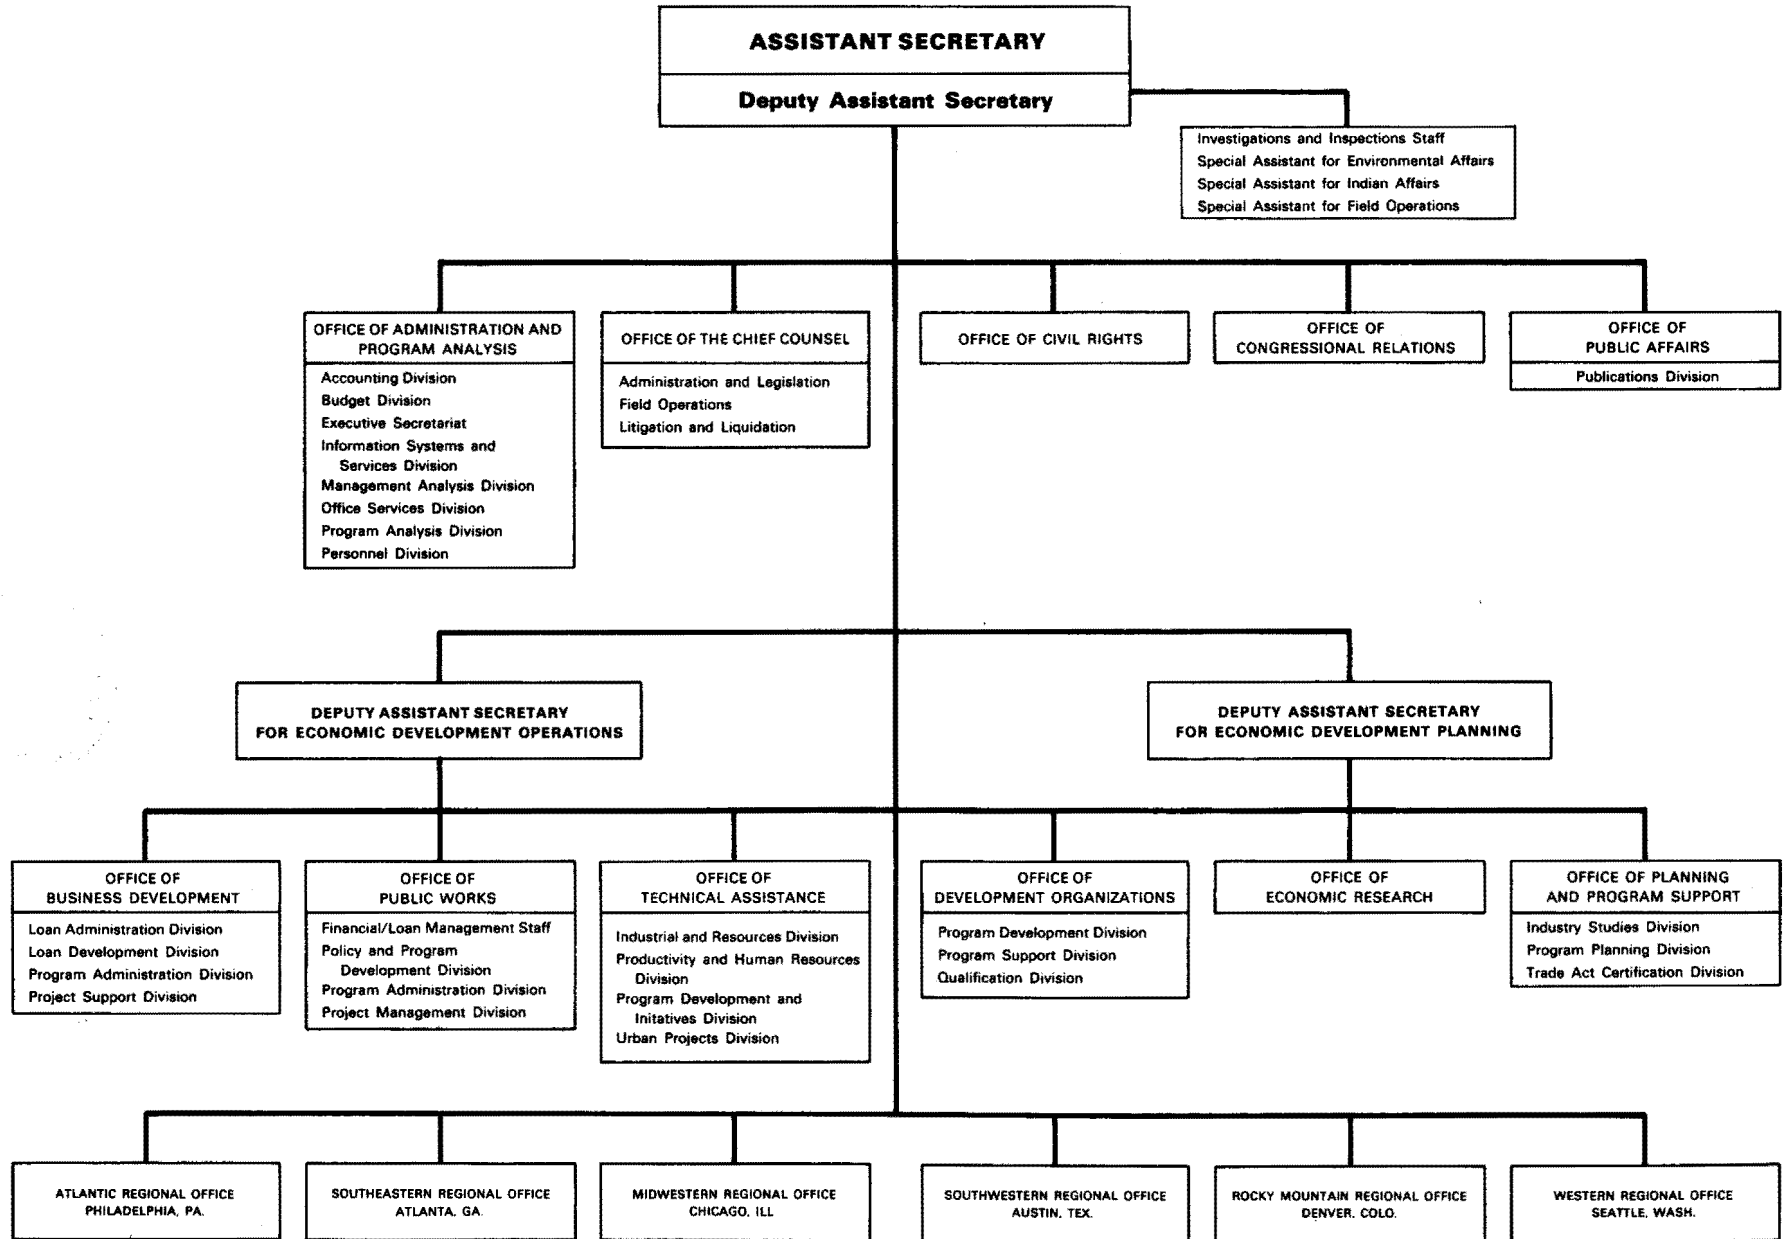 ASSISTANT SECRETARY
Deputy Assistant Secretary
Investigations and Inspections Staff
Special Assistant for Environmental Affairs
Special Assistant for Indian Affairs
Special Assistant for Field Operations
OFFICE OF ADMINISTRATION AND
PROGRAM ANALYSIS
Accounting Division
Budget Division
Executive Secretariat
Information Systems and
Services Division
Management Analysis Division
Office Services Division
Program Analysis Division
Personnel Division
OFFICE OF THE CHIEF COUNSEL
Administration and Legislation
Field Operations
Litigation and Liquidation
OFFICE OF CIVIL RIGHTS
OFFICE OF
CONGRESSIONAL RELATIONS
OFFICE OF
PUBLIC AFFAIRS
Publications Division
DEPUTY ASSISTANT SECRETARY
FOR ECONOMIC DEVELOPMENT OPERATIONS
DEPUTY ASSISTANT SECRETARY
FOR ECONOMIC DEVELOPMENT PLANNING
OFFICE OF
BUSINESS DEVELOPMENT
Loan Administration Division
Loan Development Division
Program Administration Division
Project Support Division
OFFICE OF
PUBLIC WORKS
Financial/Loan Management Staff
Policy and Program
Development Division
Program Administration Division
Project Management Division
OFFICE OF
TECHNICAL ASSISTANCE
Industrial and Resources Division
Productivity and Human Resources
Division
Program Development and
Initatives Division
Urban Projects Division
OFFICE OF
DEVELOPMENT ORGANIZATIONS
Program Development Division
Program Support Division
Qualification Division
OFFICE OF
ECONOMIC RESEARCH
OFFICE OF PLANNING
AND PROGRAM SUPPORT
Industry Studies Division
Program Planning Division
Trade Act Certification Division
ATLANTIC REGIONAL OFFICE
PHILADELPHIA, PA.
SOUTHEASTERN REGIONAL OFFICE
ATLANTA, GA.
MIDWESTERN REGIONAL OFFICE
CHICAGO, ILL
SOUTHWESTERN REGIONAL OFFICE
AUSTIN, TEX.
ROCKY MOUNTAIN REGIONAL OFFICE
DENVER, COLO.
WESTERN REGIONAL OFFICE
SEATTLE, WASH.